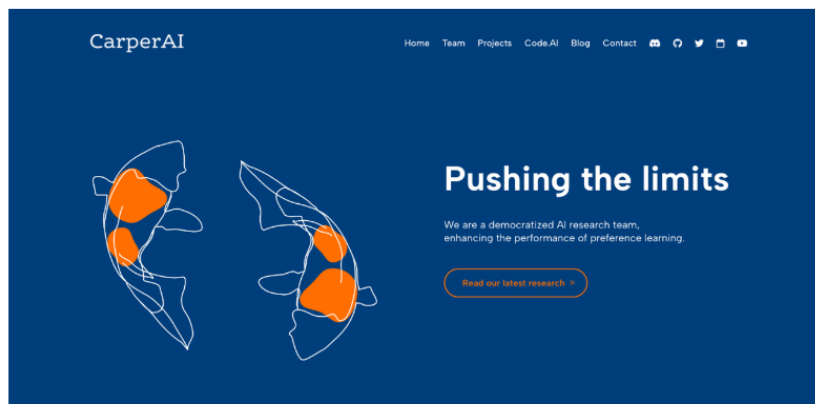 CarperAI
Home Team Projects Code.AI Blog Contact
Pushing the limits
We are a democratized AI research team,
enhancing the performance of preference learning.
Read our latest research >